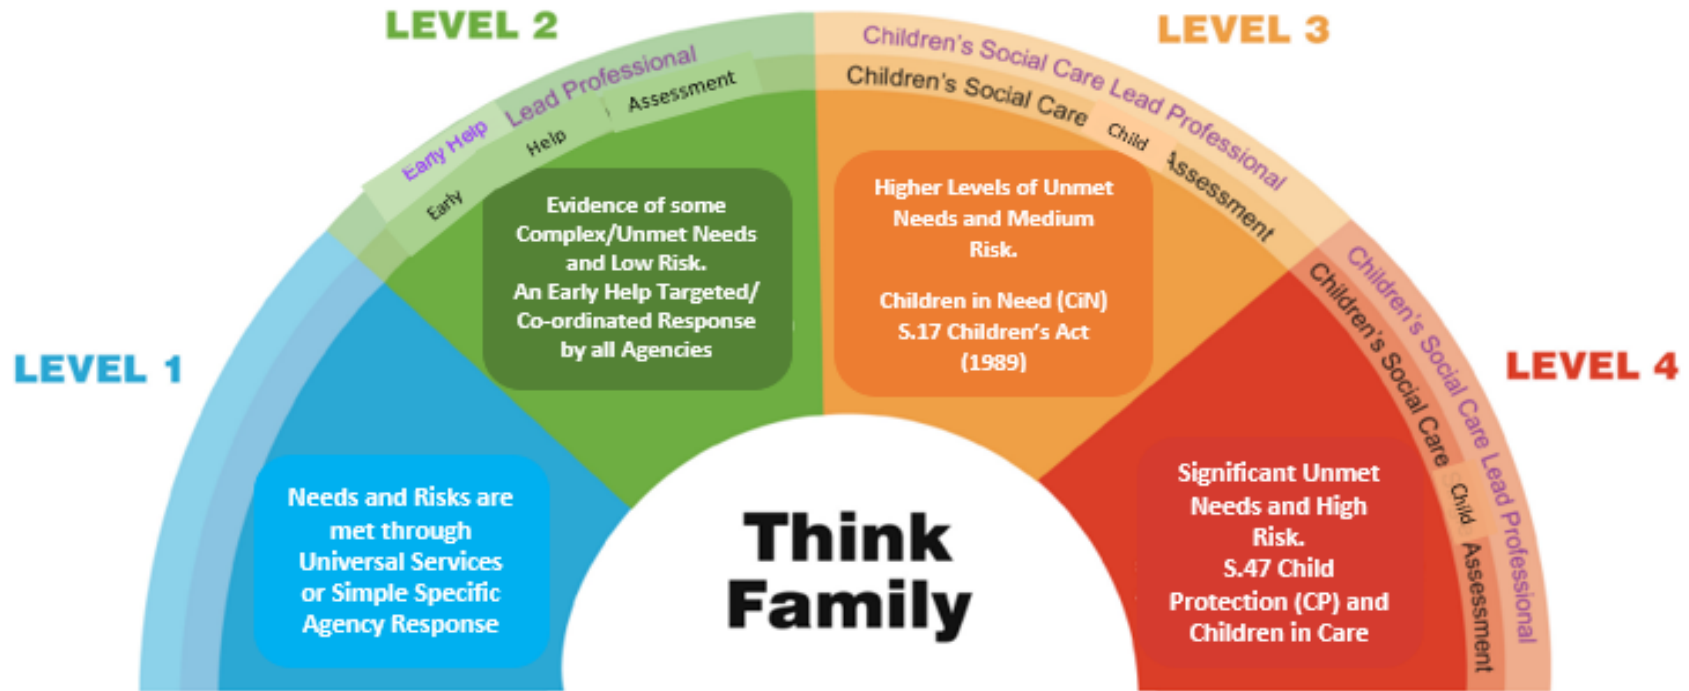 LEVEL 1
Needs and Risks are
met through
Universal Services
or Simple Specific
Agency Response
LEVEL 2
Early Help Lead Professional
Early Help Assessment
Evidence of some
Complex/Unmet Needs
and Low Risk.
An Early Help Targeted/
Co-ordinated Response
by all Agencies
LEVEL 3
Children's Social Care Lead Professional
Children's Social Care Child Assessment
Higher Levels of Unmet
Needs and Medium
Risk.
Children in Need (CiN)
S.17 Children's Act
(1989)
LEVEL 4
Children's Social Care Lead Professional
Children's Social Care Child Assessment
Significant Unmet
Needs and High
Risk.
S.47 Child
Protection (CP) and
Children in Care
Think
Family